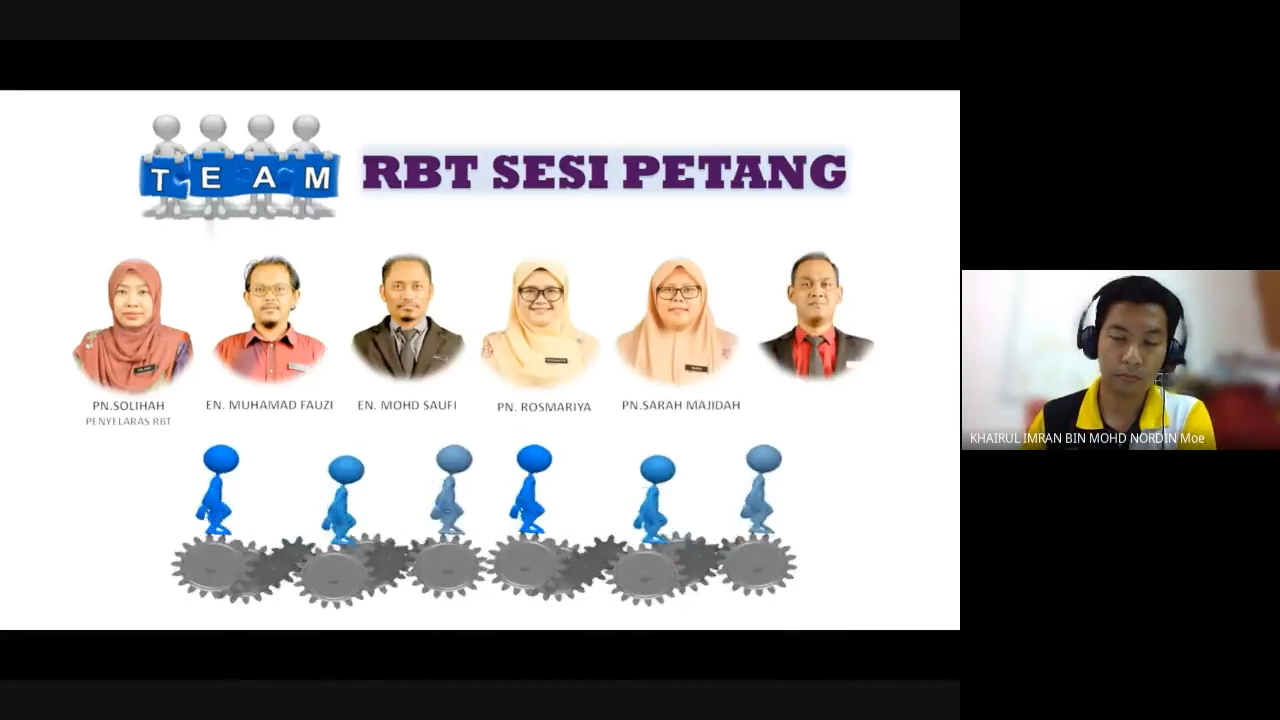 TEAM
RBT SESI PETANG
PN.SOLIHAH
PENYELARAS RBT
EN. MUHAMAD FAUZI
EN. MOHD SAUFI
PN. ROSMARIYA
PN.SARAH MAJIDAH
KHAIRUL IMRAN BIN MOHD NORDIN Moe